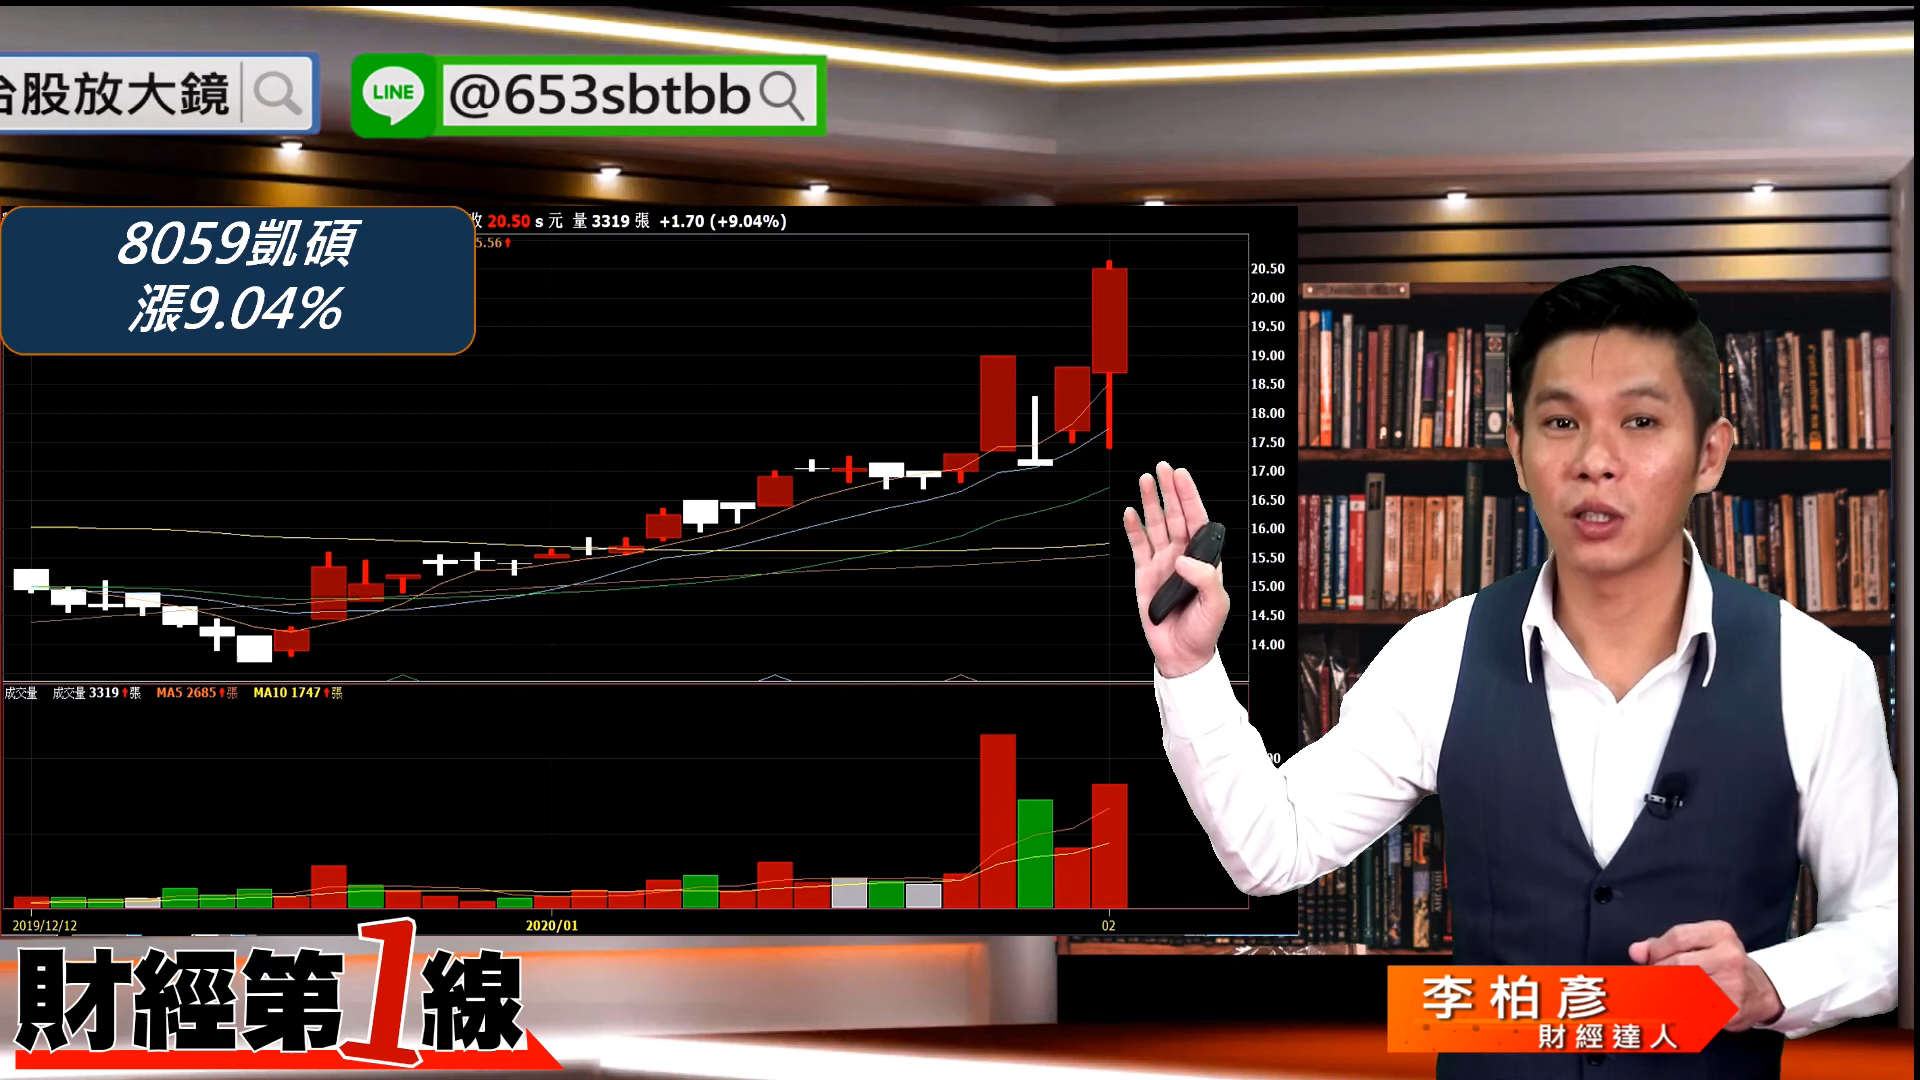 台股放大鏡
LINE @653sbtbb
8059凱碩
漲9.04%
收 20.50 s 元 量 3319 張 +1.70 (+9.04%)
5.56↑
20.50
20.00
19.50
19.00
18.50
18.00
17.50
17.00
16.50
16.00
15.50
15.00
14.50
14.00
成交量 成交量 3319↑張 MA5 2685↑張 MA10 1747↑張
2019/12/12 2020/01 02
財經第1線
李柏彥
財經達人